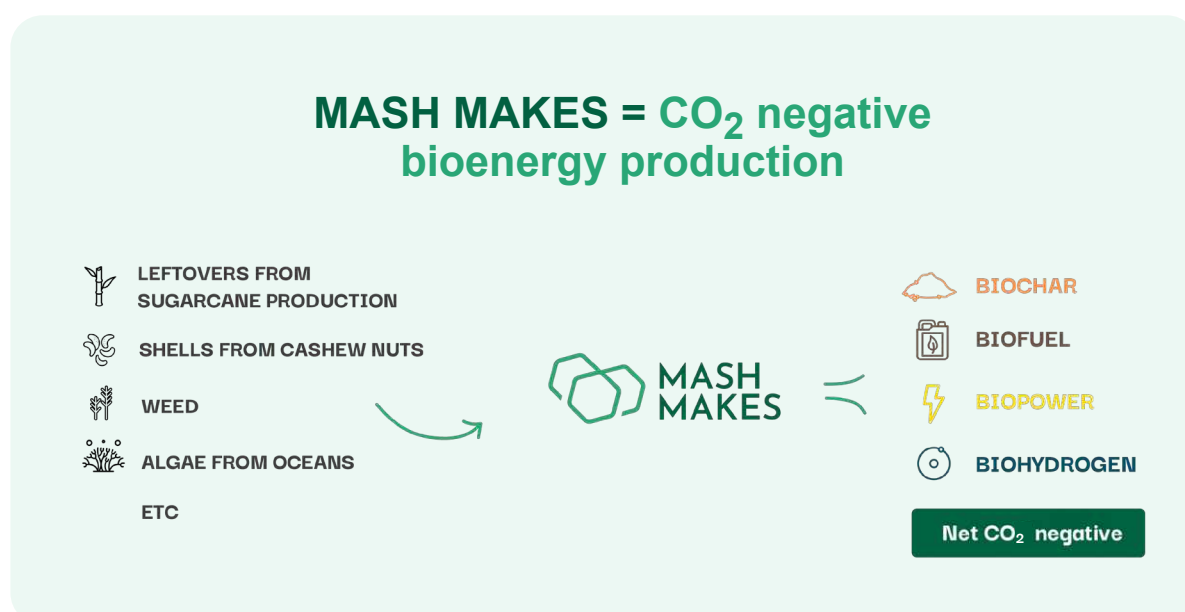 MASH MAKES = CO₂ negative
bioenergy production
LEFTOVERS FROM
SUGARCANE PRODUCTION
SHELLS FROM CASHEW NUTS
WEED
ALGAE FROM OCEANS
ETC
MASH
MAKES
BIOCHAR
BIOFUEL
BIOPOWER
BIOHYDROGEN
Net CO₂ negative